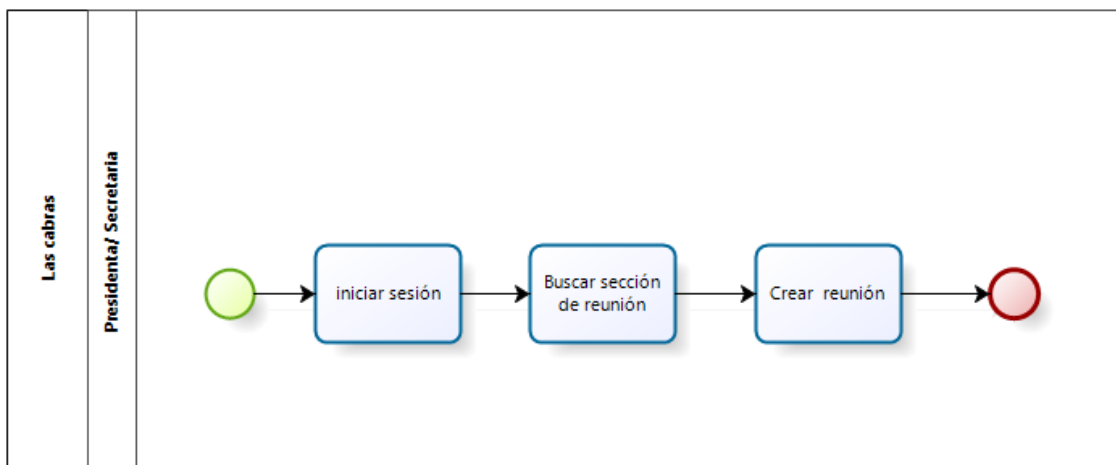 Las cabras
Presidenta/ Secretaria
iniciar sesión
Buscar sección
de reunión
Crear reunión